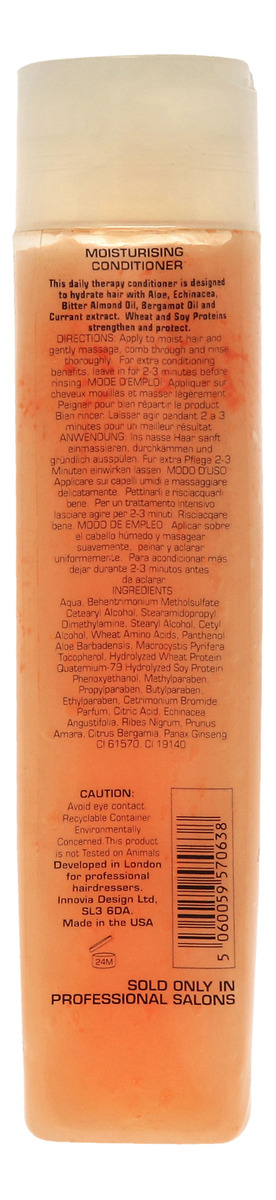 MOISTURISING
CONDITIONER
This daily therapy conditioner is designed
to hydrate hair with Aloe, Echinacea,
Bitter Almond Oil, Bergamot Oil and
Currant extract. Wheat and Soy Proteins
strengthen and protect.
DIRECTIONS: Apply to moist hair and
gently massage, comb through and rinse
thoroughly. For extra conditioning
benefits, leave in for 2-3 minutes before
rinsing. MODE D'EMPLOI Appliquer sur
cheveux mouilles et masser légèrement
Peigner pour bien répartir le product
Bien rincer. Laisser agir pendant 2 a 3
minutes pour un meilleur résultat.
ANWENDUNG Ins nasse Haar sanft
einmassieren, durchkämmen und
gründlich ausspülen. Fur extra Pflege 2-3
Minuten einwirken lassen. MODO D'USO
Applicare sui capelli umidi e massaggiare
delicatamente. Pettinarli e risciacquarli
bene. Per un trattamento intensivo
lasciare agire per 2-3 minuti. Risciacquare
bene. MODO DE EMPLEO Aplicar sobre
el cabello húmedo y masagear
suavemente, peinar y aclarar
uniformemente. Para acondicionar más
dejar durante 2-3 minutos antes
de aclarar
INGREDIENTS
Aqua, Behentrimonium Metholsulfate
Cetearyl Alcohol, Stearamidopropyl
Dimethylamine, Stearyl Alcohol, Cetyl
Alcohol, Wheat Amino Acids, Panthenol
Aloe Barbadensis, Macrocystis Pyrifera
Tocopherol, Hydrolyzed Wheat Protein
Quaternium-79 Hydrolyzed Soy Protein
Phenoxyethanol, Methylparaben,
Propylparaben, Butylparaben,
Ethylparaben, Cetrimonium Bromide,
Parfum, Citric Acid, Echinacea
Angustifolia, Ribes Nigrum, Prunus
Amara, Citrus Bergamia, Panax Ginseng
CI 61570, CI 19140
CAUTION:
Avoid eye contact.
Recyclable Container
Environmentally
Concerned This product
is not Tested on Animals
Developed in London
for professional
hairdressers.
Innovia Design Ltd,
SL3 6DA.
Made in the USA
5 060059 570638
24M
SOLD ONLY IN
PROFESSIONAL SALONS